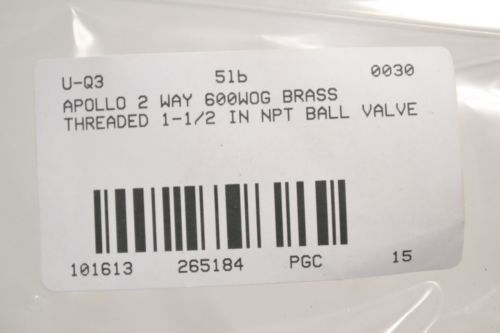 U-Q3 51b 0030
APOLLO 2 WAY 600WOG BRASS
THREADED 1-1/2 IN NPT BALL VALVE
101613 265184 PGC 15